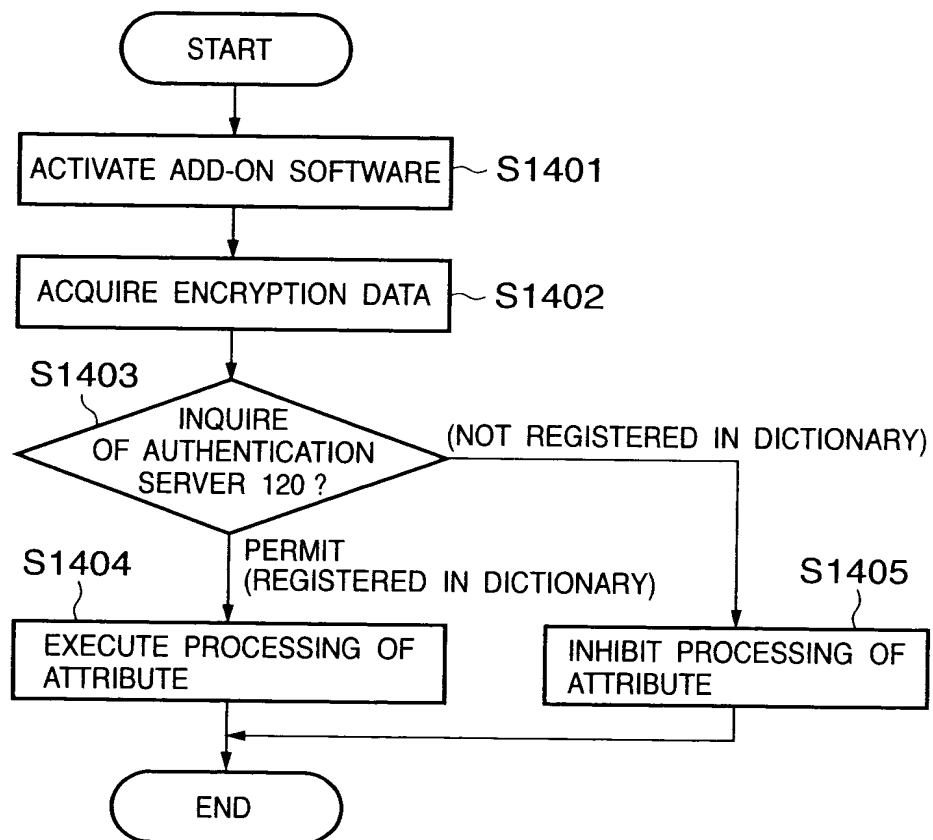 START
ACTIVATE ADD-ON SOFTWARE
S1401
ACQUIRE ENCRYPTION DATA
S1402
S1403
INQUIRE
OF AUTHENTICATION
SERVER 120 ?
(NOT REGISTERED IN DICTIONARY)
PERMIT
(REGISTERED IN DICTIONARY)
S1404
EXECUTE PROCESSING OF
ATTRIBUTE
S1405
INHIBIT PROCESSING OF
ATTRIBUTE
END